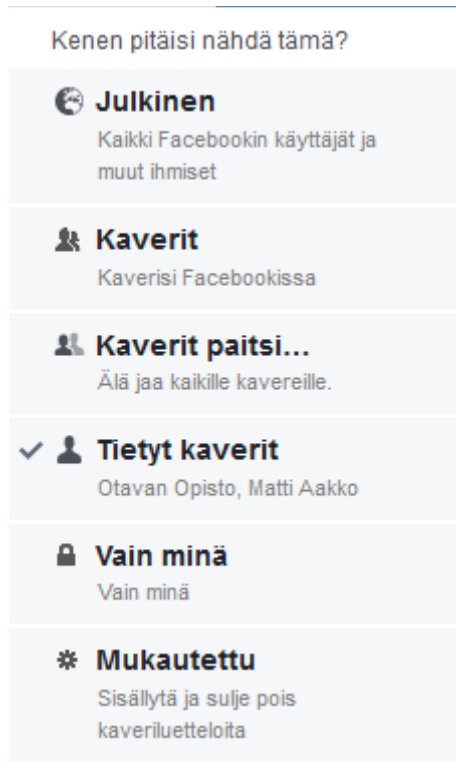 Kenen pitäisi nähdä tämä?
Julkinen
Kaikki Facebookin käyttäjät ja
muut ihmiset
Kaverit
Kaverisi Facebookissa
Kaverit paitsi...
Älä jaa kaikille kavereille.
Tietyt kaverit
Otavan Opisto, Matti Aakko
Vain minä
Vain minä
Mukautettu
Sisällytä ja sulje pois
kaveriluetteloita